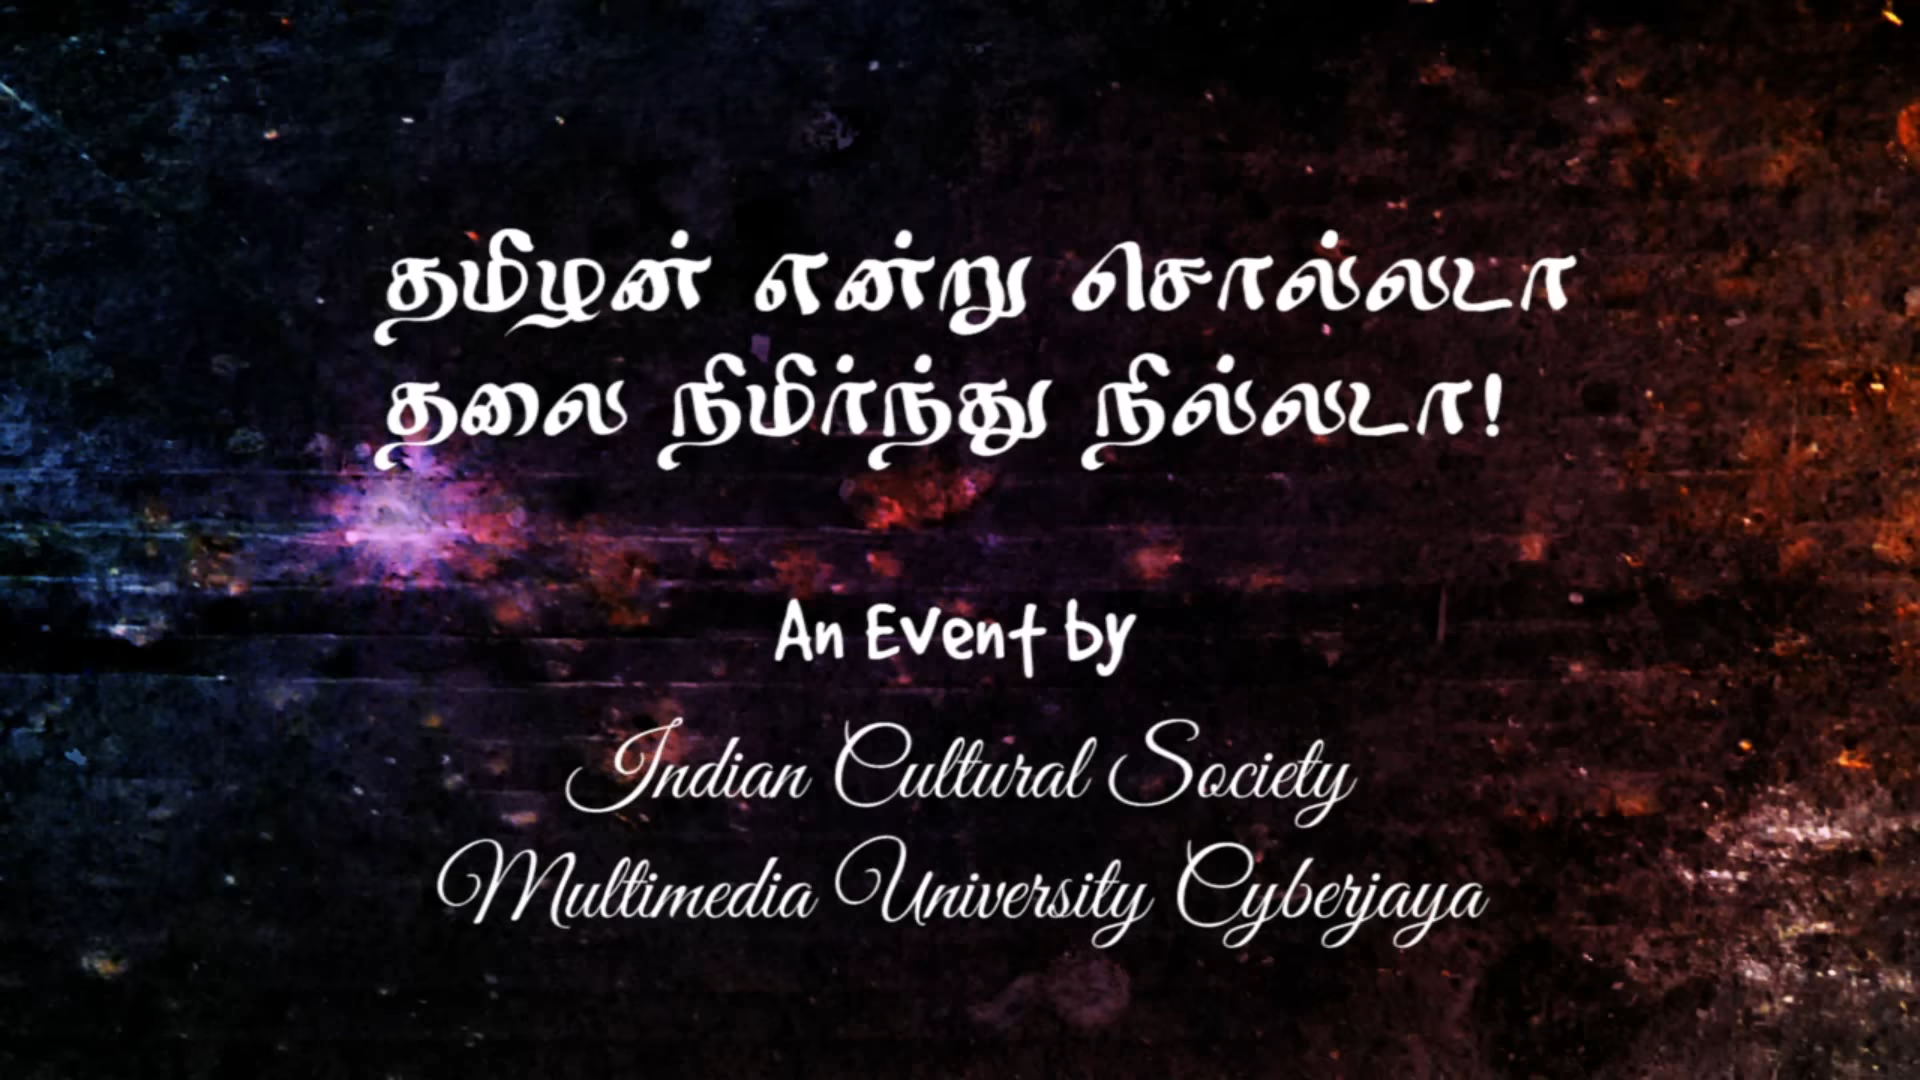 தமிழன் என்று சொல்லடா
தலை நிமிர்ந்து நில்லடா!
An Event by
Indian Cultural Society
Multimedia University Cyberjaya